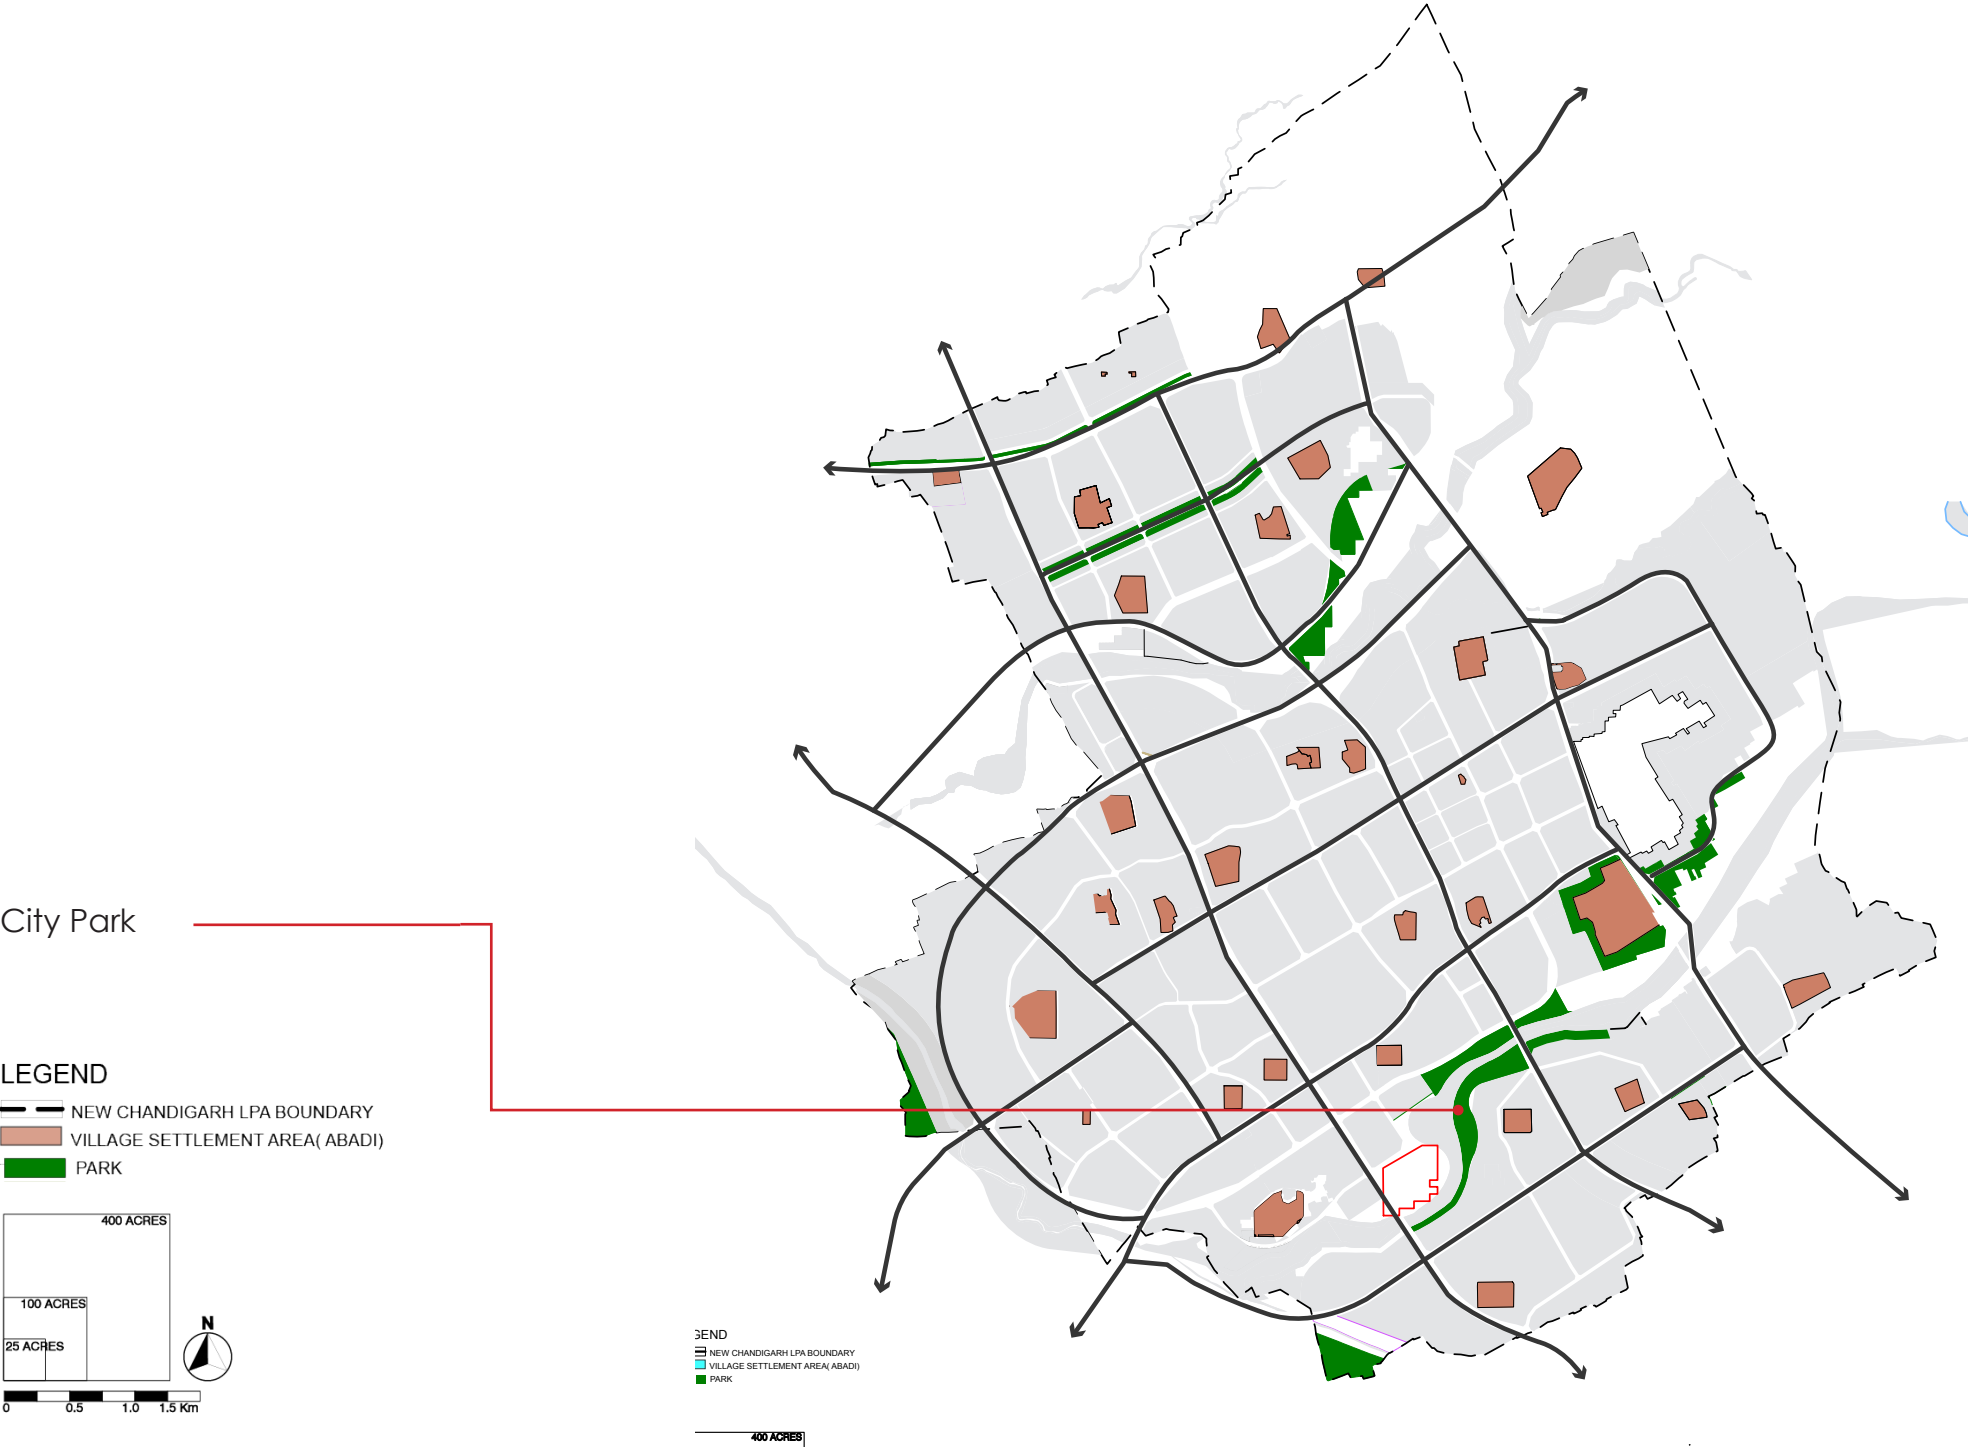 City Park
LEGEND
NEW CHANDIGARH LPA BOUNDARY
VILLAGE SETTLEMENT AREA( ABADI)
PARK
400 ACRES
100 ACRES
25 ACRES
N
0 0.5 1.0 1.5 Km
GEND
NEW CHANDIGARH LPA BOUNDARY
VILLAGE SETTLEMENT AREA( ABADI)
PARK
400 ACRES